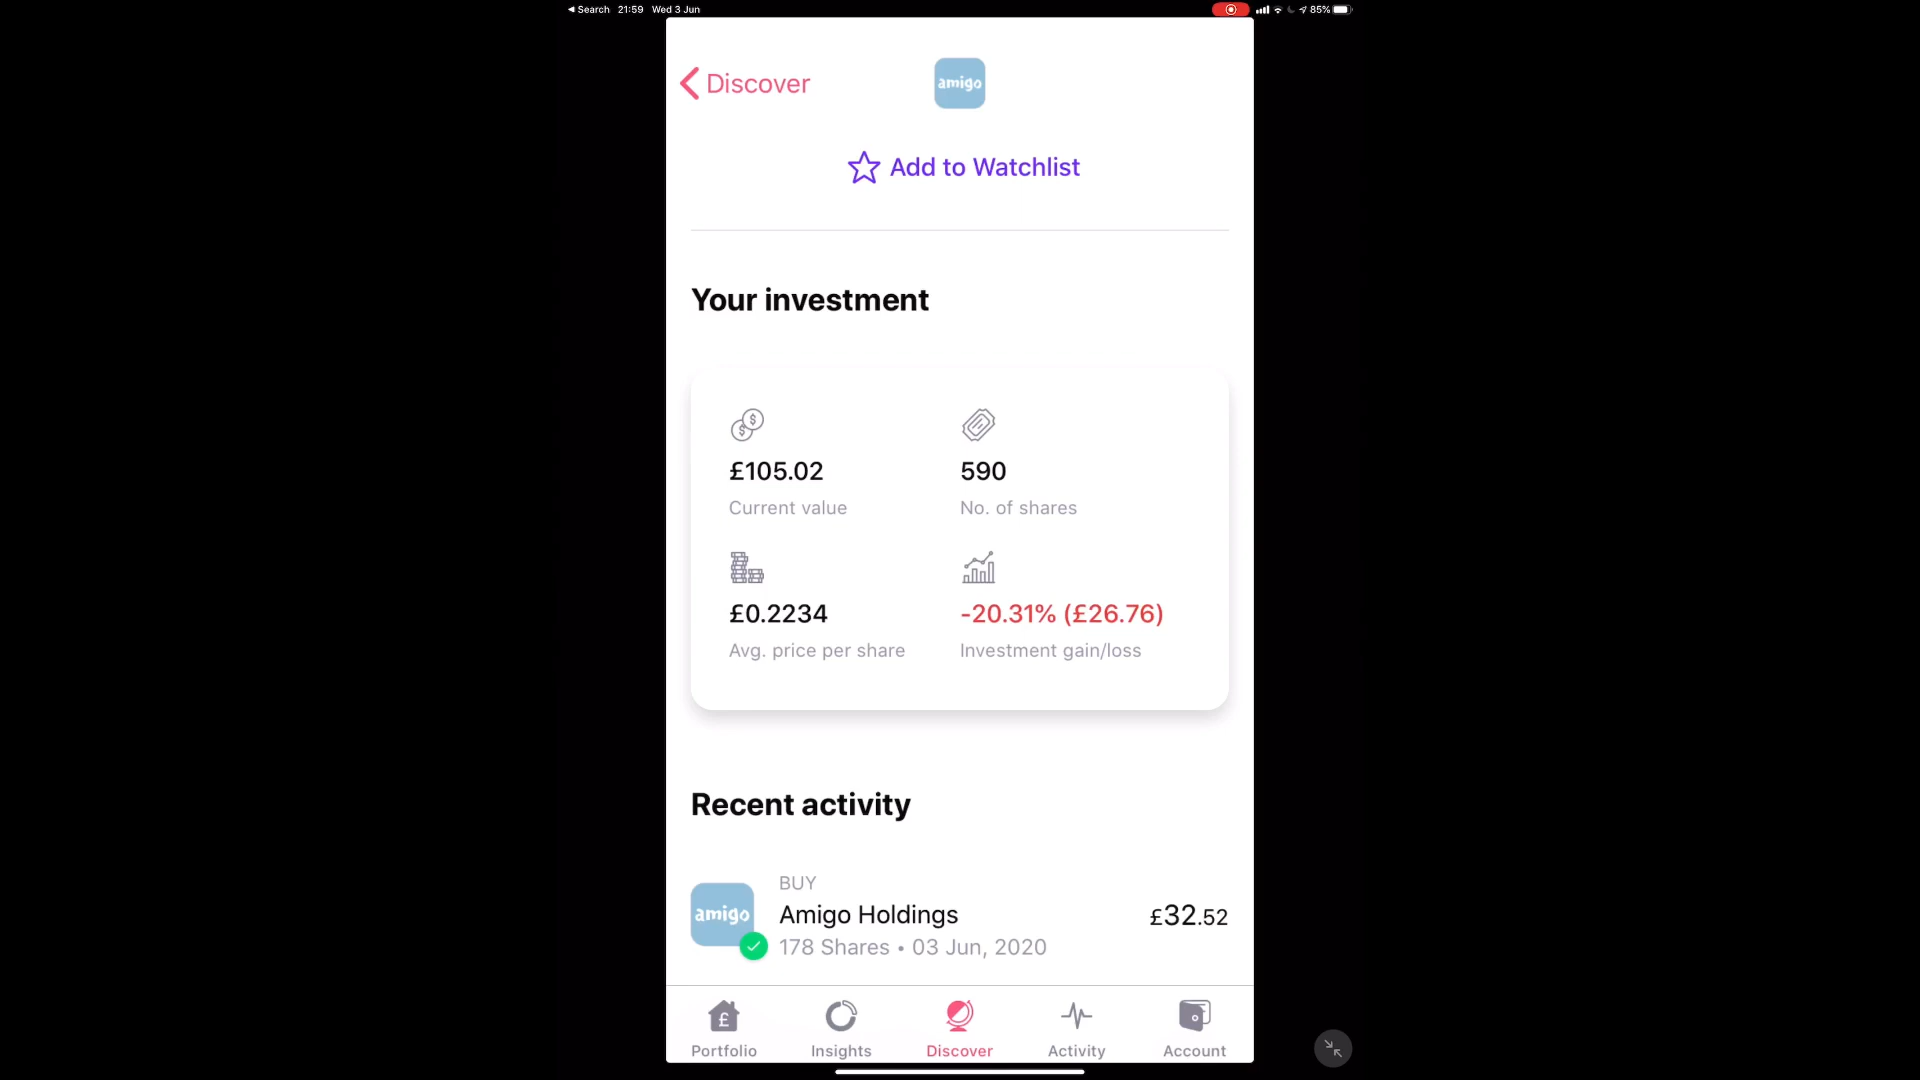 ◀ Search 21:59 Wed 3 Jun 85%
Discover
amigo
Add to Watchlist
Your investment
£105.02
590
Current value
No. of shares
£0.2234
-20.31% (£26.76)
Avg. price per share
Investment gain/loss
Recent activity
BUY
amigo
Amigo Holdings
£32.52
178 Shares • 03 Jun, 2020
Portfolio
Insights
Discover
Activity
Account